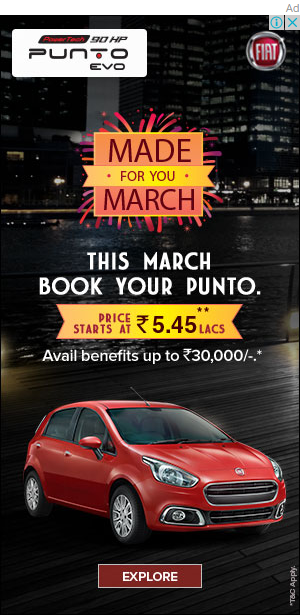 Ad
PowerTech 90 HP
PUNTO
EVO
FIAT
MADE
FOR YOU
MARCH
THIS MARCH
BOOK YOUR PUNTO.
PRICE STARTS AT ₹5.45** LACS
Avail benefits up to ₹30,000/-.*
EXPLORE
*T&C Apply.